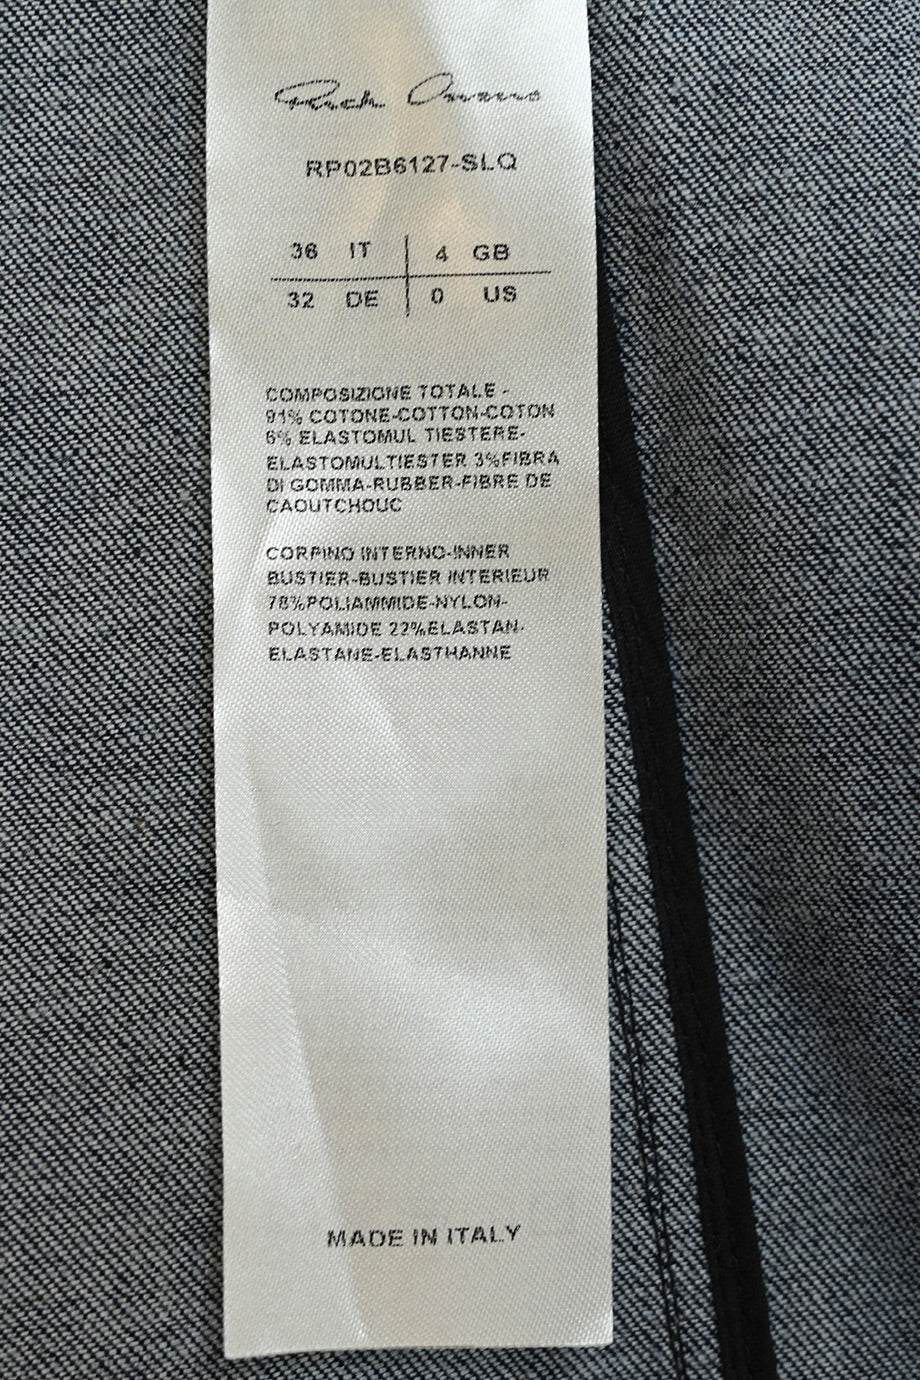 Rick Owens
RP02B6127-SLQ
36 IT 4 GB
32 DE 0 US
COMPOSIZIONE TOTALE -
91% COTONE-COTTON-COTON
6% ELASTOMUL TIESTERE-
ELASTOMULTIESTER 3%FIBRA
DI GOMMA-RUBBER-FIBRE DE
CAOUTCHOUC
CORPINO INTERNO-INNER
BUSTIER-BUSTIER INTERIEUR
78%POLIAMMIDE-NYLON-
POLYAMIDE 22%ELASTAN-
ELASTANE-ELASTHANNE
MADE IN ITALY